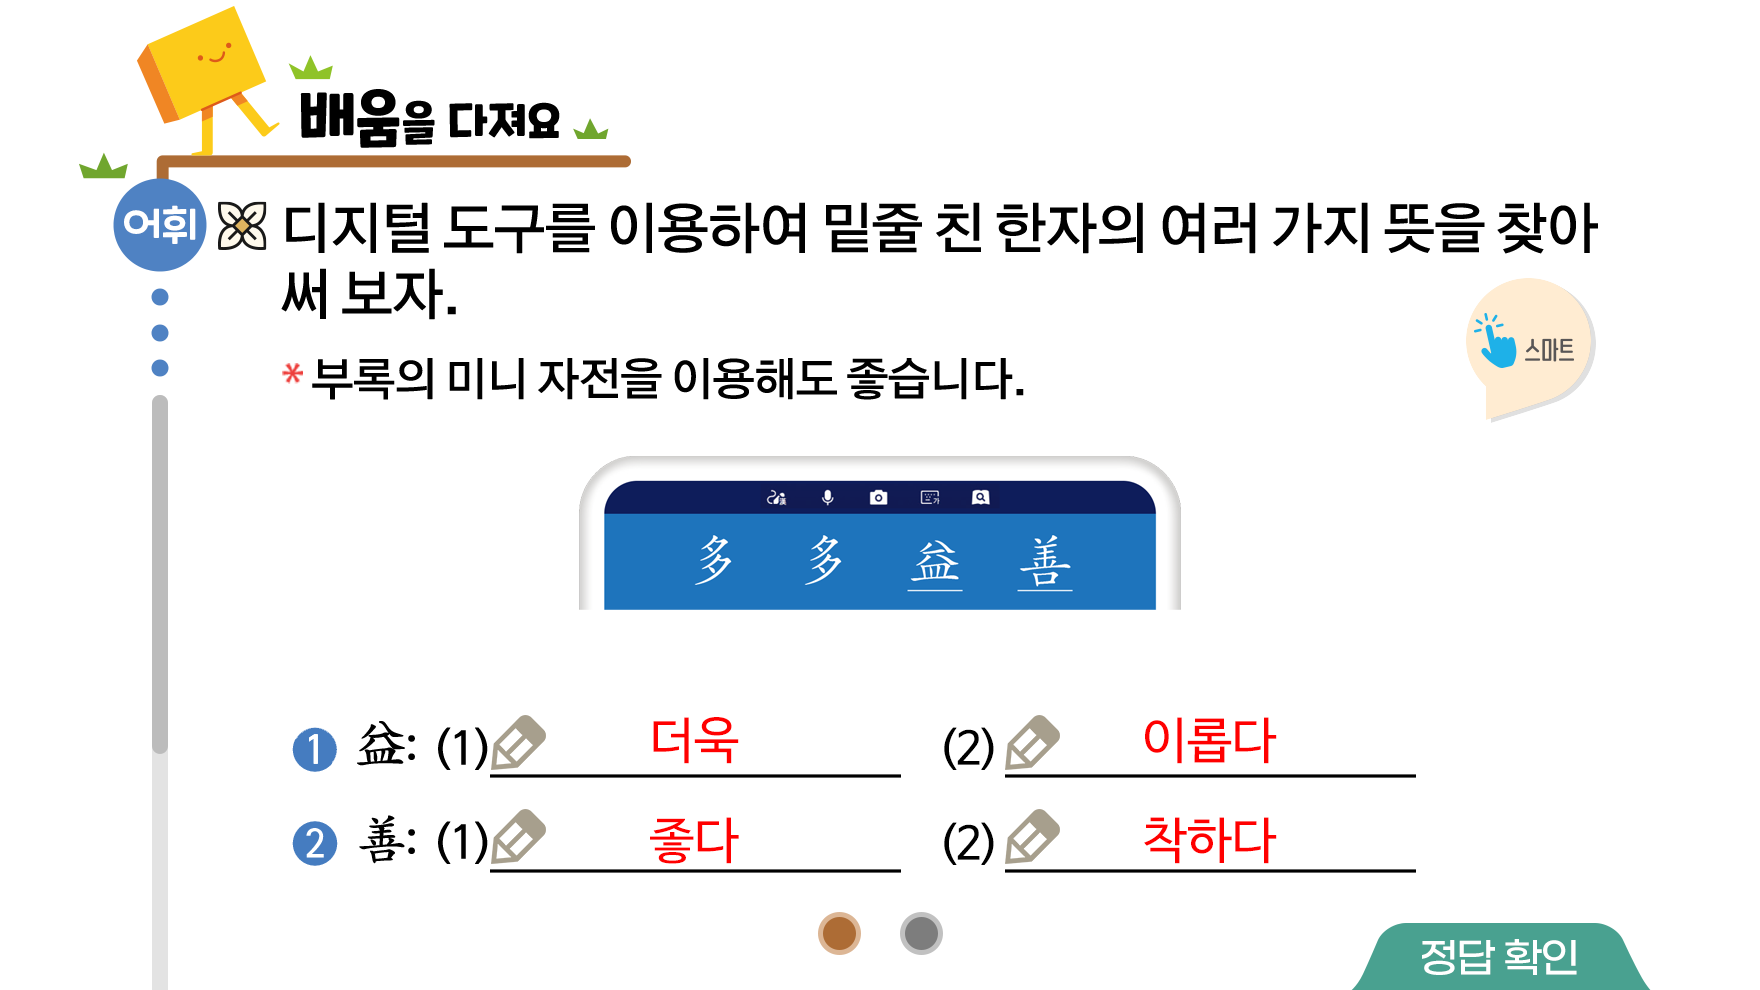 배움을 다져요
어휘
디지털 도구를 이용하여 밑줄 친 한자의 여러 가지 뜻을 찾아
써 보자.
스마트
* 부록의 미니 자전을 이용해도 좋습니다.
多 多 益 善
1 益: (1) 더욱 (2) 이롭다
2 善: (1) 좋다 (2) 착하다
정답 확인